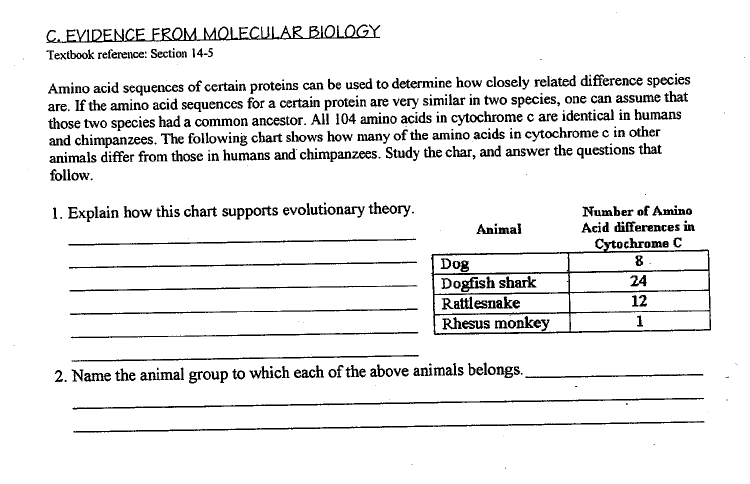 C. EVIDENCE FROM MOLECULAR BIOLOGY
Textbook reference: Section 14-5
Amino acid sequences of certain proteins can be used to determine how closely related difference species
are. If the amino acid sequences for a certain protein are very similar in two species, one can assume that
those two species had a common ancestor. All 104 amino acids in cytochrome c are identical in humans
and chimpanzees. The following chart shows how many of the amino acids in cytochrome c in other
animals differ from those in humans and chimpanzees. Study the char, and answer the questions that
follow.
1. Explain how this chart supports evolutionary theory.
Animal
Number of Amino
Acid differences in
Cytochrome C
Dog 8
Dogfish shark 24
Rattlesnake 12
Rhesus monkey 1
2. Name the animal group to which each of the above animals belongs.